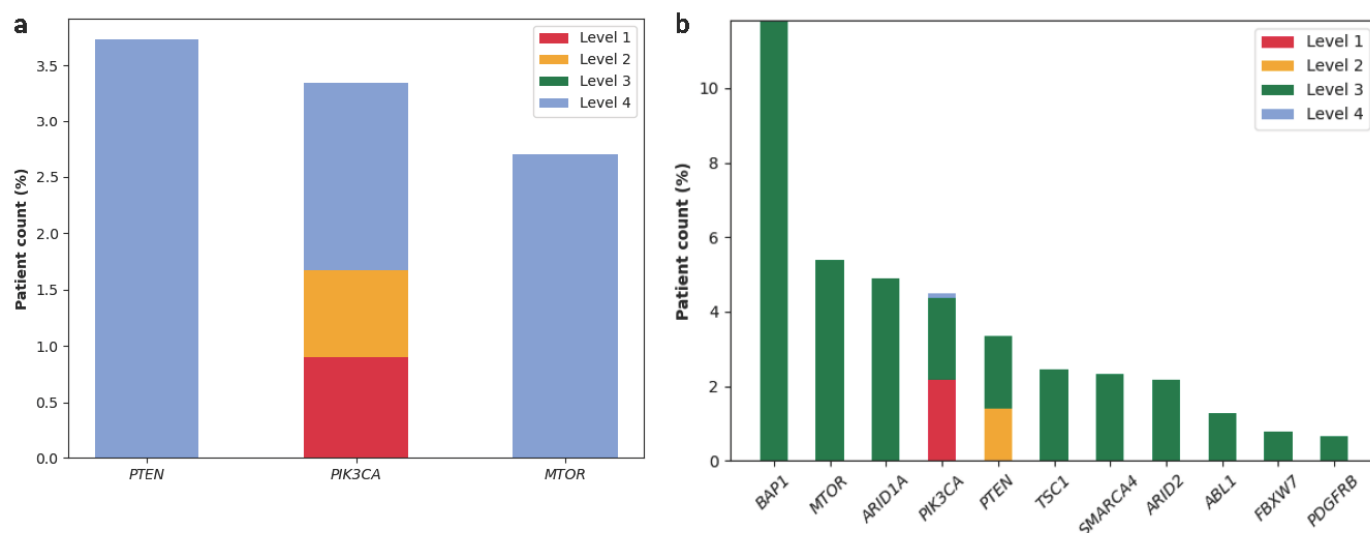 a
Patient count (%)
3.5
3.0
2.5
2.0
1.5
1.0
0.5
0.0
Level 1
Level 2
Level 3
Level 4
PTEN
PIK3CA
MTOR
b
Patient count (%)
10
8
6
4
2
0
Level 1
Level 2
Level 3
Level 4
BAP1
MTOR
ARID1A
PIK3CA
PTEN
TSC1
SMARCA4
ARID2
ABL1
FBXW7
PDGFRB